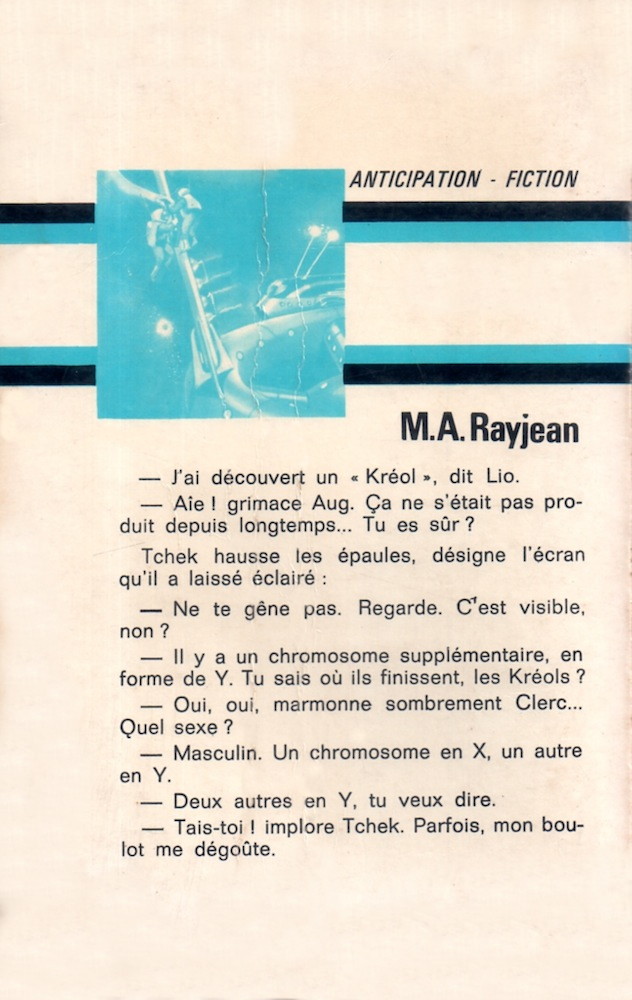 ANTICIPATION - FICTION
M.A. Rayjean
— J'ai découvert un « Kréol », dit Lio.
— Aïe ! grimace Aug. Ça ne s'était pas pro-
duit depuis longtemps... Tu es sûr ?
Tchek hausse les épaules, désigne l'écran
qu'il a laissé éclairé :
— Ne te gêne pas. Regarde. C'est visible,
non ?
— Il y a un chromosome supplémentaire, en
forme de Y. Tu sais où ils finissent, les Kréols ?
— Oui, oui, marmonne sombrement Clerc...
Quel sexe ?
— Masculin. Un chromosome en X, un autre
en Y.
— Deux autres en Y, tu veux dire.
— Tais-toi ! implore Tchek. Parfois, mon bou-
lot me dégoûte.